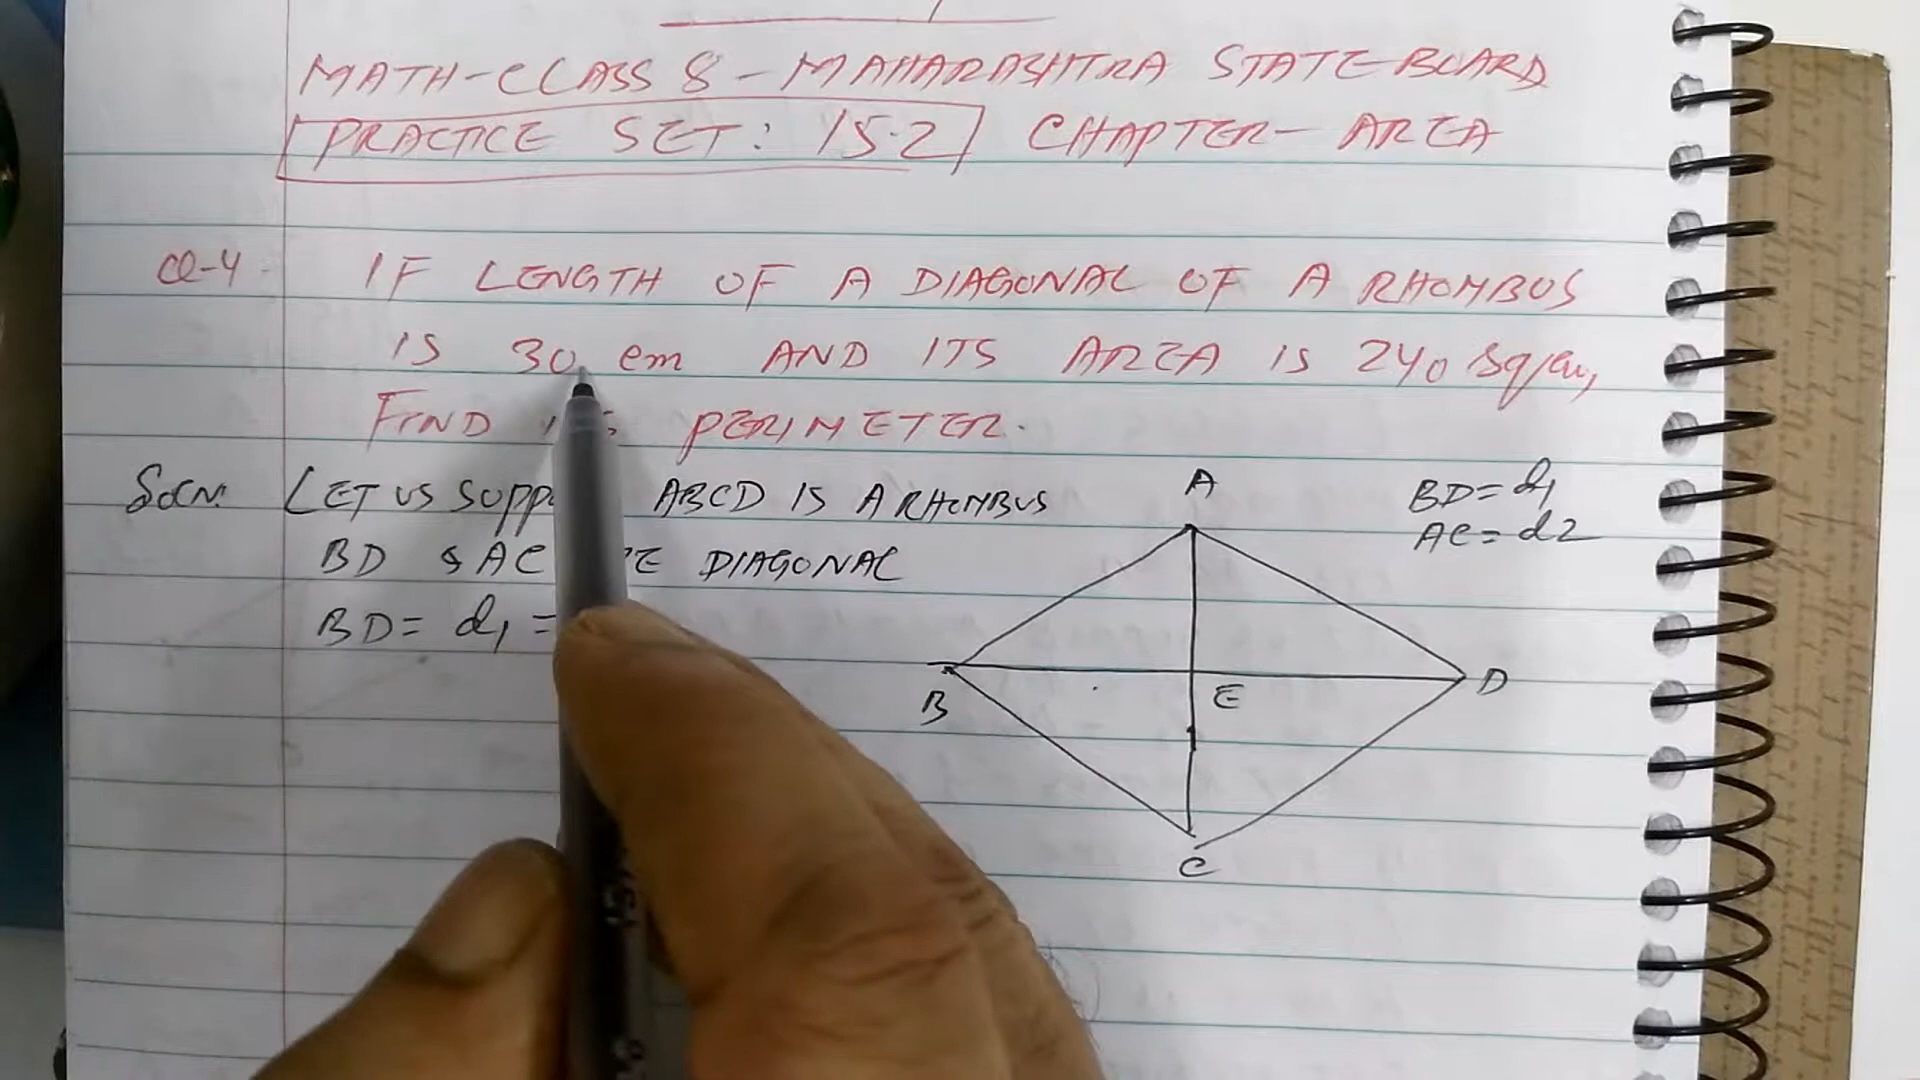 MATH-CLASS 8 - MAHARASHTRA STATE BOARD
PRACTICE SET: 15.2 CHAPTER- AREA
Q-4 IF LENGTH OF A DIAGONAL OF A RHOMBUS
IS 30 cm AND ITS AREA IS 240 sq/cm,
FIND PERIMETER.
SOLN. LET US SUPP ABCD IS A RHOMBUS
BD & AC DIAGONAL
BD = d1 =
A
BD = d1
AC = d2
B
E
D
C